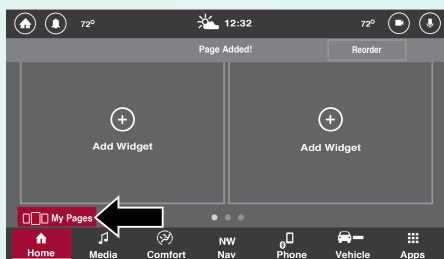 72º 12:32 72º
Page Added! Reorder
Add Widget Add Widget
My Pages
Home Media Comfort Nav Phone Vehicle Apps